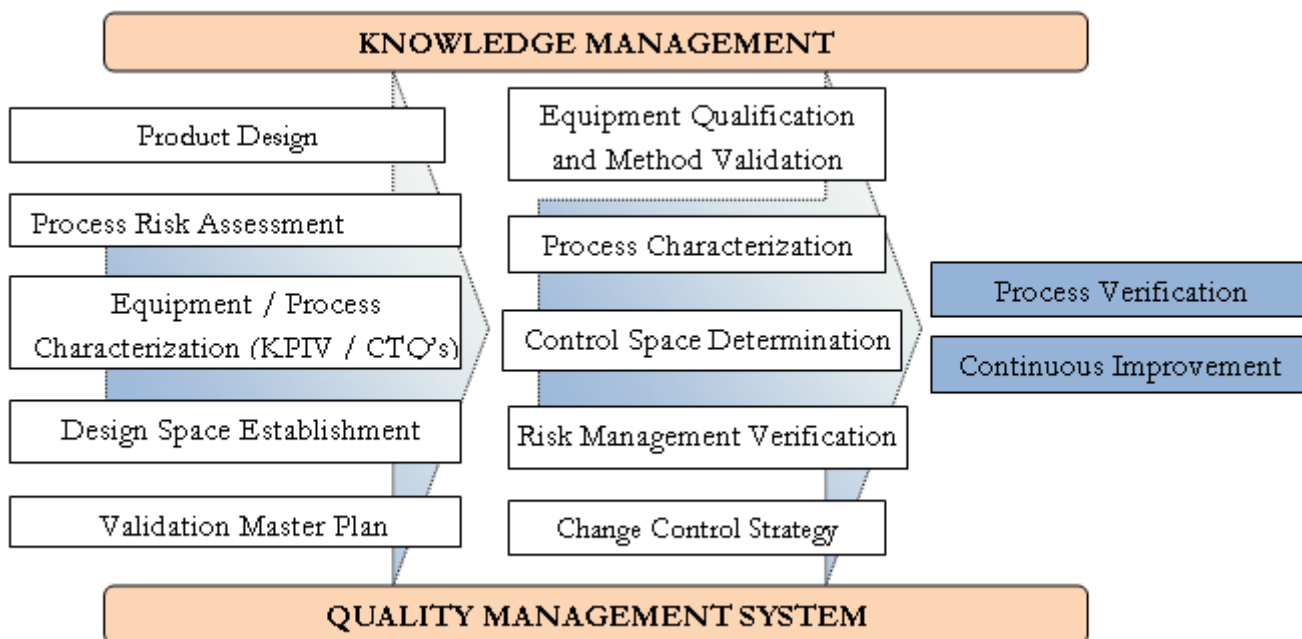 KNOWLEDGE MANAGEMENT
Product Design
Process Risk Assessment
Equipment / Process
Characterization (KPIV / CTQ's)
Design Space Establishment
Validation Master Plan
Equipment Qualification
and Method Validation
Process Characterization
Control Space Determination
Risk Management Verification
Change Control Strategy
Process Verification
Continuous Improvement
QUALITY MANAGEMENT SYSTEM